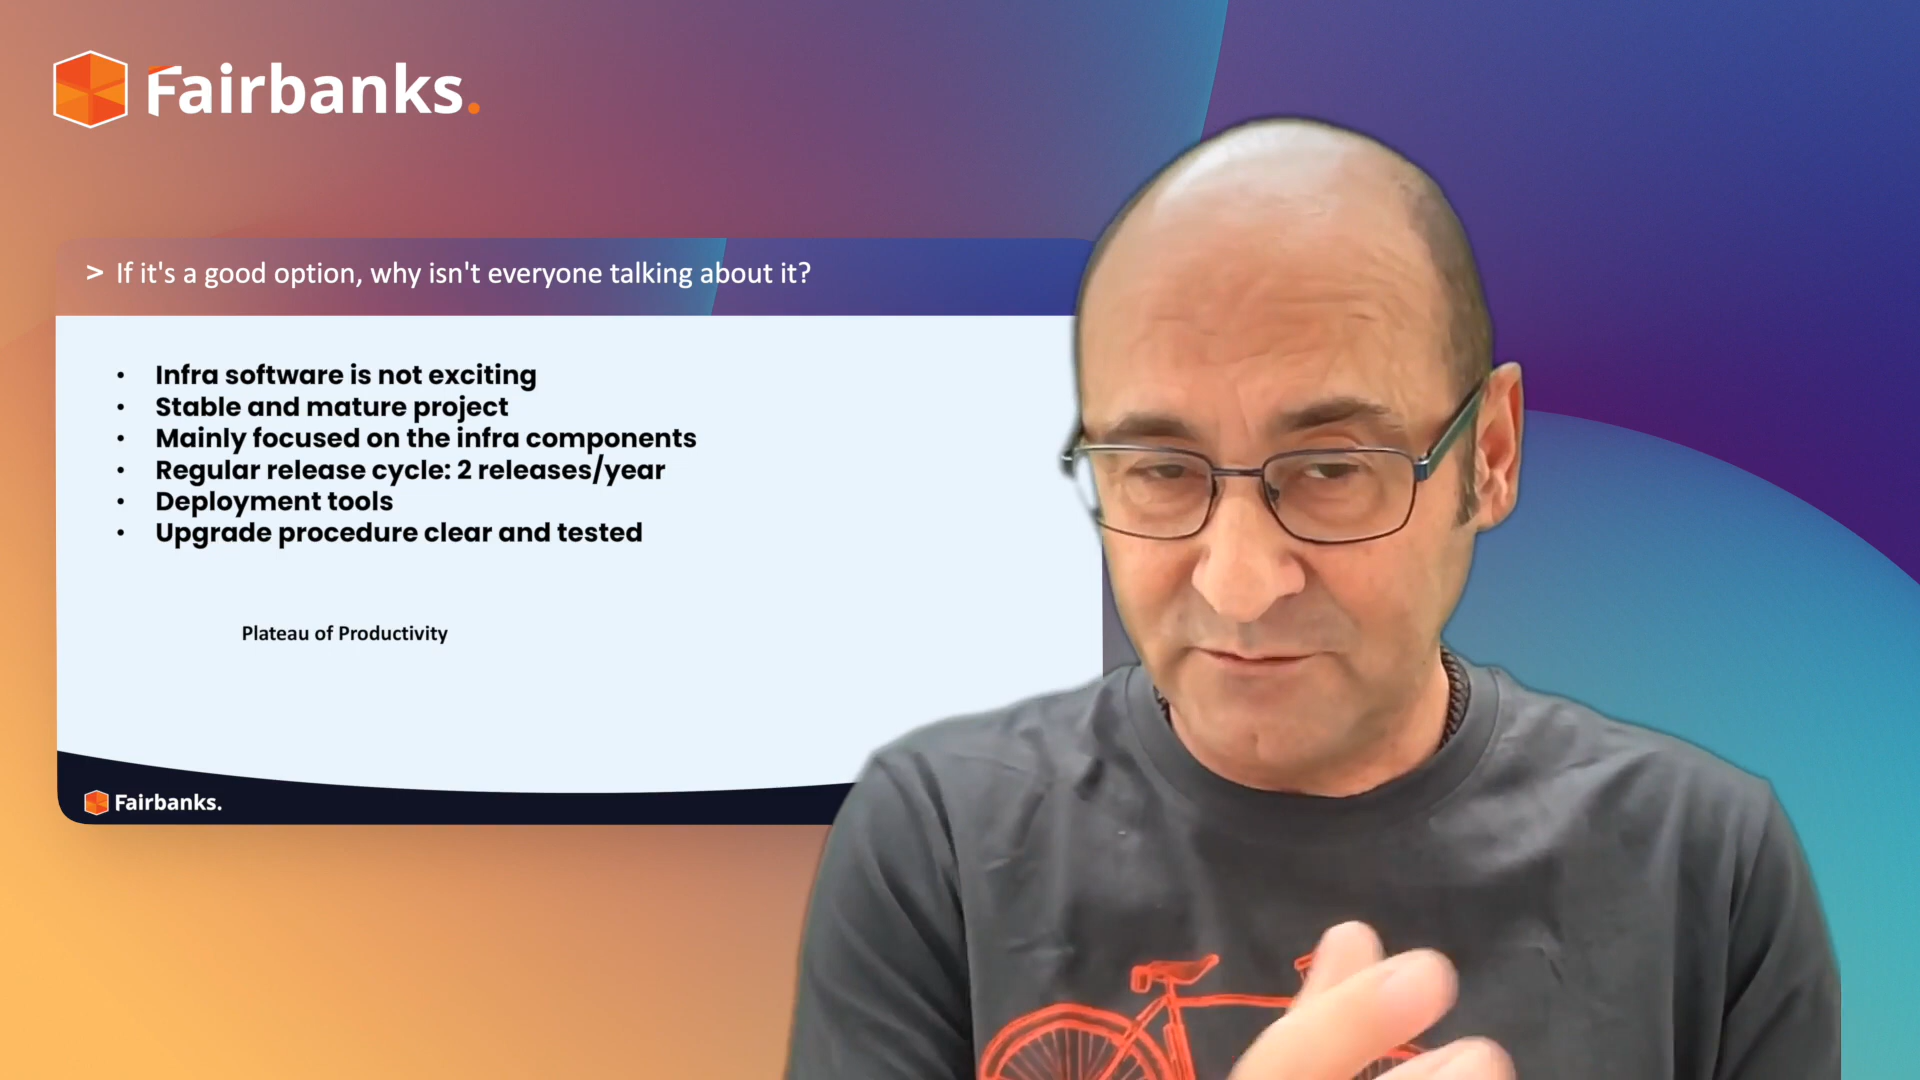 Fairbanks.
> If it's a good option, why isn't everyone talking about it?
• Infra software is not exciting
• Stable and mature project
• Mainly focused on the infra components
• Regular release cycle: 2 releases/year
• Deployment tools
• Upgrade procedure clear and tested
Plateau of Productivity
Fairbanks.